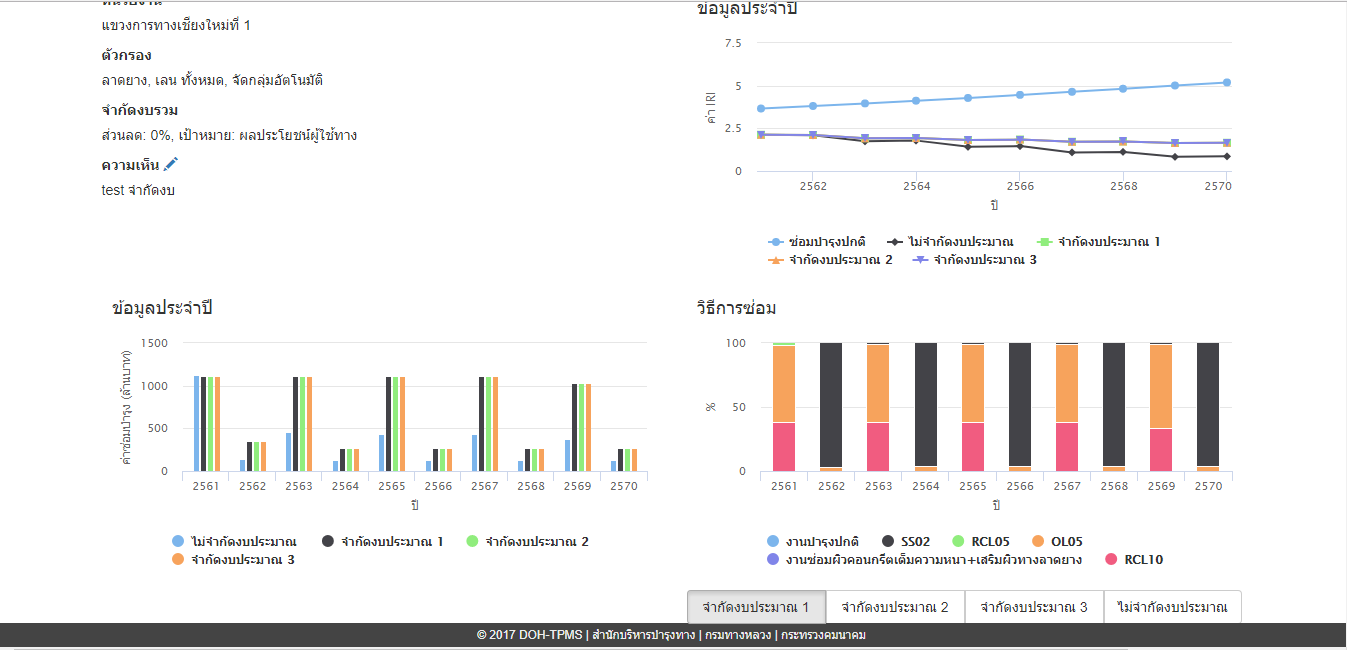 หน่วยงาน
แขวงการทางเชียงใหม่ที่ 1
ตัวกรอง
ลาดยาง, เลน ทั้งหมด, จัดกลุ่มอัตโนมัติ
จำกัดงบรวม
ส่วนลด: 0%, เป้าหมาย: ผลประโยชน์ผู้ใช้ทาง
ความเห็น
test จำกัดงบ
ข้อมูลประจำปี
7.5
5
2.5
0
ค่า IRI
2562 2564 2566 2568 2570
ปี
ซ่อมบำรุงปกติ ไม่จำกัดงบประมาณ จำกัดงบประมาณ 1
จำกัดงบประมาณ 2 จำกัดงบประมาณ 3
ข้อมูลประจำปี
1500
1000
500
0
ค่าซ่อมบำรุง (ล้านบาท)
2561 2562 2563 2564 2565 2566 2567 2568 2569 2570
ปี
ไม่จำกัดงบประมาณ จำกัดงบประมาณ 1 จำกัดงบประมาณ 2
จำกัดงบประมาณ 3
วิธีการซ่อม
100
50
0
%
2561 2562 2563 2564 2565 2566 2567 2568 2569 2570
ปี
งานบำรุงปกติ SS02 RCL05 OL05
งานซ่อมผิวคอนกรีตเต็มความหนา+เสริมผิวทางลาดยาง RCL10
จำกัดงบประมาณ 1 จำกัดงบประมาณ 2 จำกัดงบประมาณ 3 ไม่จำกัดงบประมาณ
© 2017 DOH-TPMS | สำนักบริหารบำรุงทาง | กรมทางหลวง | กระทรวงคมนาคม